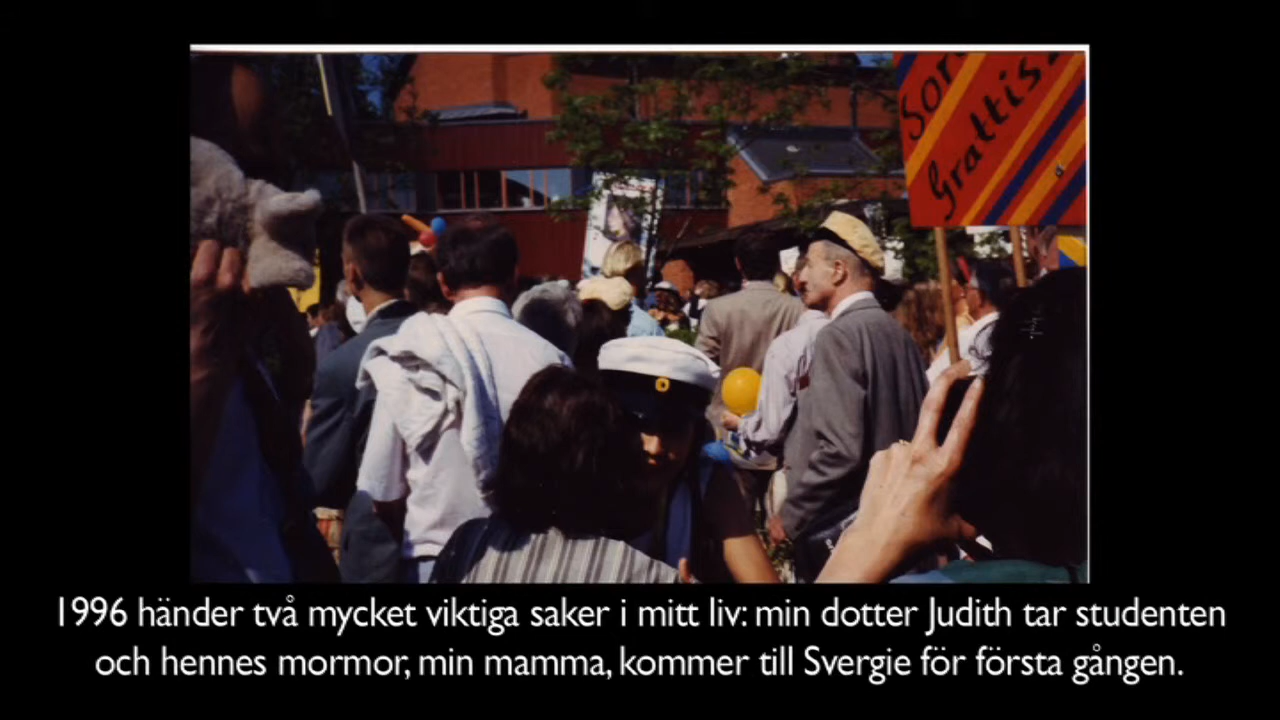 Son
Grattis
1996 händer två mycket viktiga saker i mitt liv: min dotter Judith tar studenten
och hennes mormor, min mamma, kommer till Svergie för första gången.